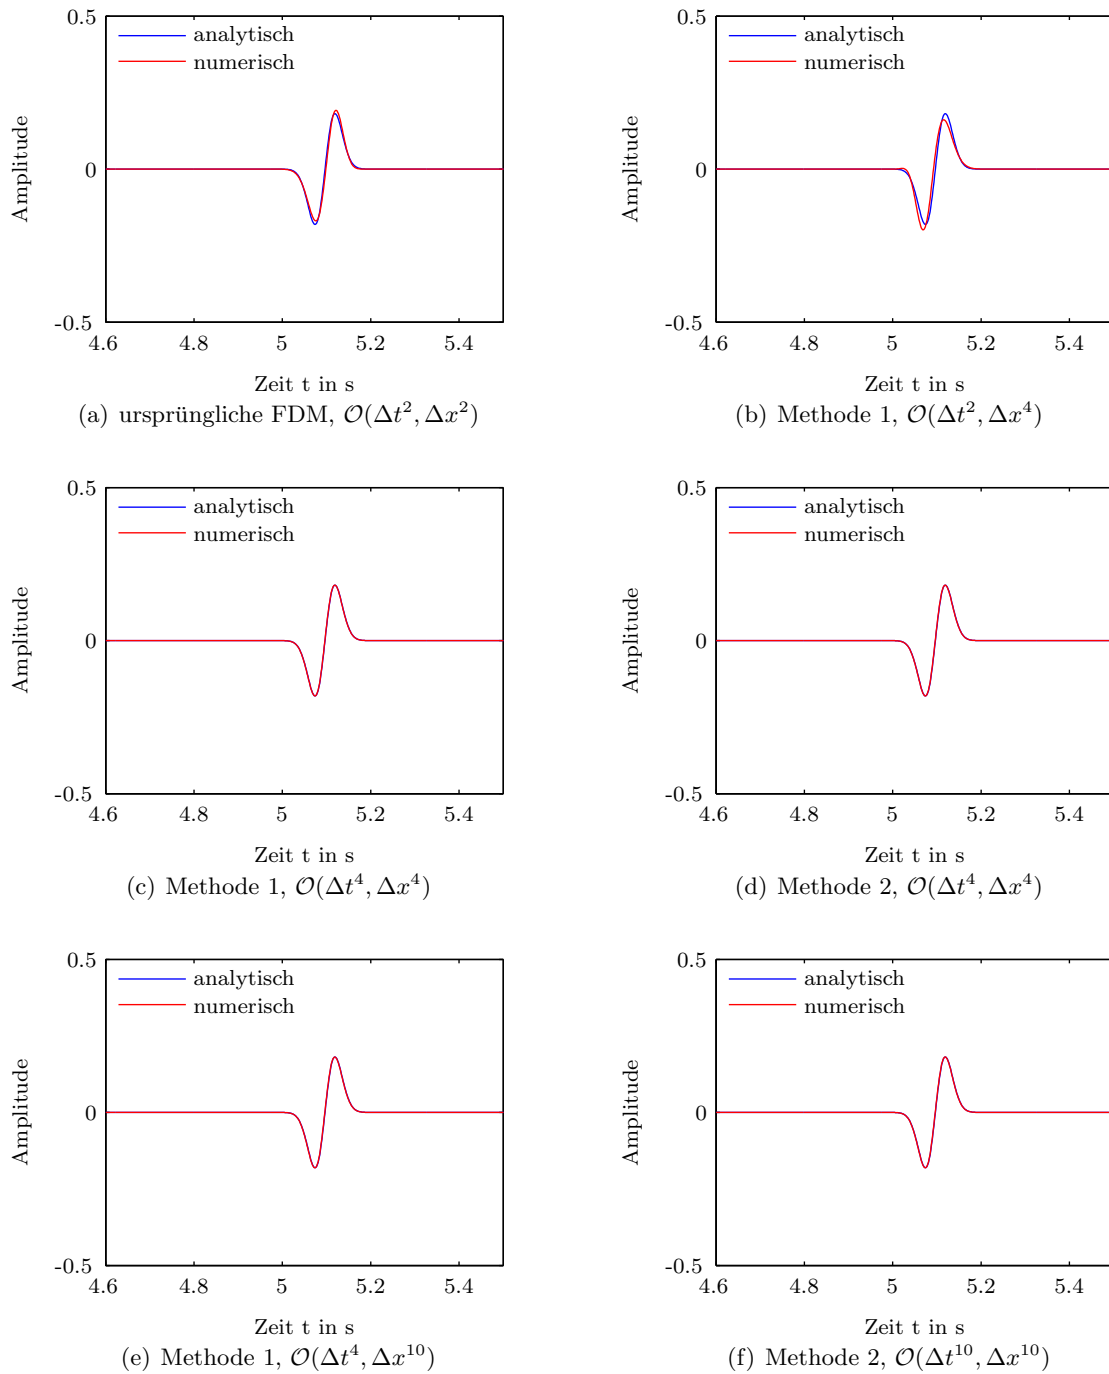 0.5
analytisch
numerisch
Amplitude
0
-0.5
4.6 4.8 5 5.2 5.4
Zeit t in s
(a) ursprüngliche FDM, 𝒪(Δt², Δx²)
0.5
analytisch
numerisch
Amplitude
0
-0.5
4.6 4.8 5 5.2 5.4
Zeit t in s
(b) Methode 1, 𝒪(Δt², Δx⁴)
0.5
analytisch
numerisch
Amplitude
0
-0.5
4.6 4.8 5 5.2 5.4
Zeit t in s
(c) Methode 1, 𝒪(Δt⁴, Δx⁴)
0.5
analytisch
numerisch
Amplitude
0
-0.5
4.6 4.8 5 5.2 5.4
Zeit t in s
(d) Methode 2, 𝒪(Δt⁴, Δx⁴)
0.5
analytisch
numerisch
Amplitude
0
-0.5
4.6 4.8 5 5.2 5.4
Zeit t in s
(e) Methode 1, 𝒪(Δt⁴, Δx¹⁰)
0.5
analytisch
numerisch
Amplitude
0
-0.5
4.6 4.8 5 5.2 5.4
Zeit t in s
(f) Methode 2, 𝒪(Δt¹⁰, Δx¹⁰)